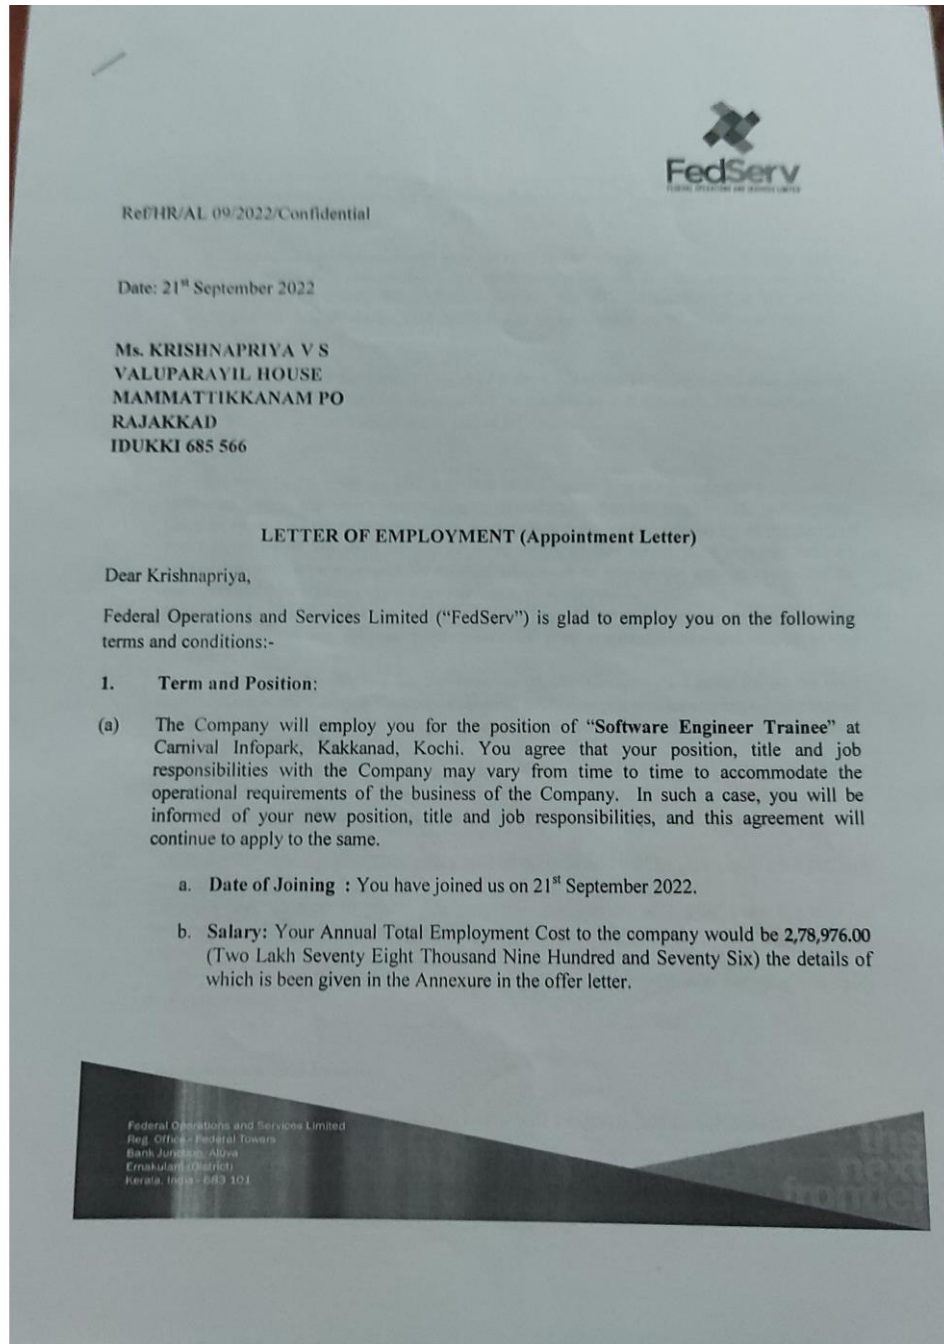 FedServ
FEDERAL OPERATIONS AND SERVICES LIMITED
Ref/HR/AL 09/2022/Confidential
Date: 21st September 2022
Ms. KRISHNAPRIYA V S
VALUPARAYIL HOUSE
MAMMATTIKKANAM PO
RAJAKKAD
IDUKKI 685 566
LETTER OF EMPLOYMENT (Appointment Letter)
Dear Krishnapriya,
Federal Operations and Services Limited (“FedServ”) is glad to employ you on the following
terms and conditions:-
1. Term and Position:
(a) The Company will employ you for the position of “Software Engineer Trainee” at
Carnival Infopark, Kakkanad, Kochi. You agree that your position, title and job
responsibilities with the Company may vary from time to time to accommodate the
operational requirements of the business of the Company. In such a case, you will be
informed of your new position, title and job responsibilities, and this agreement will
continue to apply to the same.
a. Date of Joining : You have joined us on 21st September 2022.
b. Salary: Your Annual Total Employment Cost to the company would be 2,78,976.00
(Two Lakh Seventy Eight Thousand Nine Hundred and Seventy Six) the details of
which is been given in the Annexure in the offer letter.
Federal Operations and Services Limited
Reg. Office - Federal Towers
Bank Junction, Aluva
Ernakulam (District)
Kerala, India - 683 101
the
next
frontier